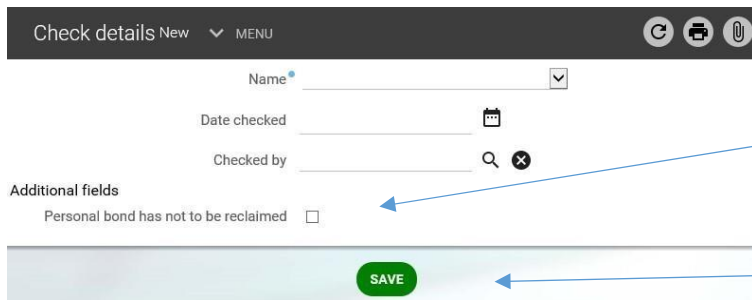 Check details New MENU
Name
Date checked
Checked by
Additional fields
Personal bond has not to be reclaimed
SAVE